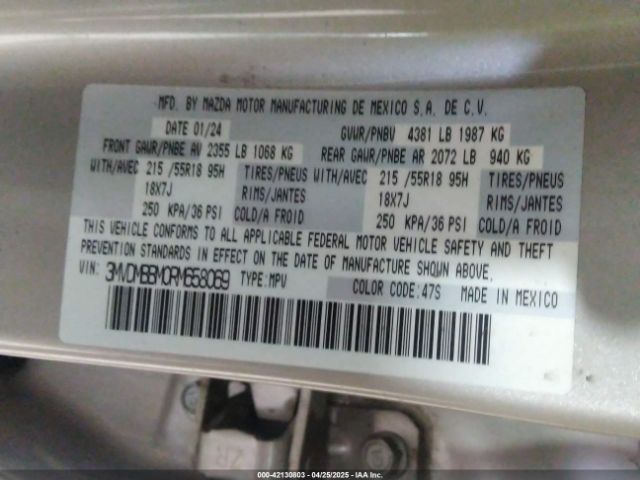 MFD. BY MAZDA MOTOR MANUFACTURING DE MEXICO S.A. DE C.V.
DATE 01/24 GVWR/PNBV 4381 LB 1987 KG
FRONT GAWR/PNBE AV 2355 LB 1068 KG REAR GAWR/PNBE AR 2072 LB 940 KG
WITH/AVEC 215 /55R18 95H TIRES/PNEUS WITH/AVEC 215 /55R18 95H TIRES/PNEUS
18X7J RIMS/JANTES 18X7J RIMS/JANTES
250 KPA/36 PSI COLD/A FROID 250 KPA/36 PSI COLD/A FROID
THIS VEHICLE CONFORMS TO ALL APPLICABLE FEDERAL MOTOR VEHICLE SAFETY AND THEFT
PREVENTION STANDARDS IN EFFECT ON THE DATE OF MANUFACTURE SHOWN ABOVE.
VIN: 3MVDMBBM0RM658069 TYPE:MPV COLOR CODE:47S MADE IN MEXICO
ZR
000-42130803 | 04/25/2025 - IAA Inc.